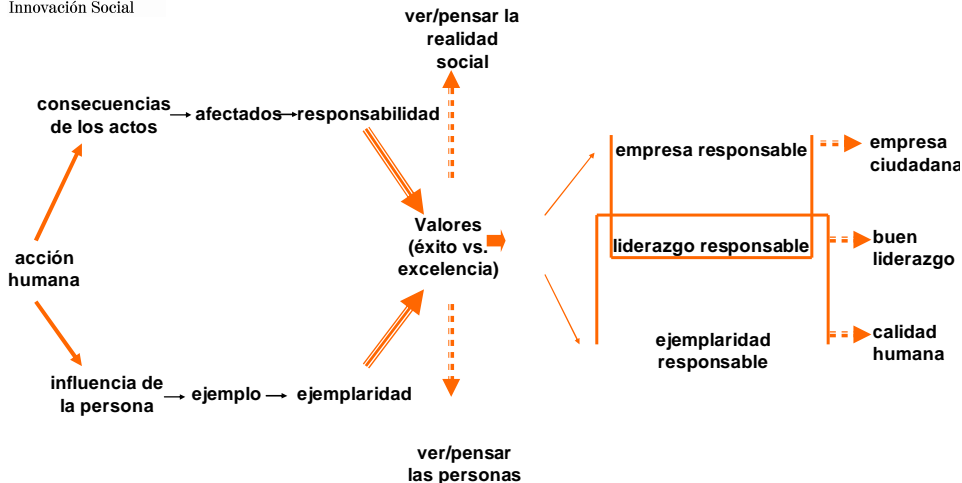 Innovación Social
ver/pensar la
realidad
social
consecuencias
de los actos
afectados
responsabilidad
empresa responsable
empresa
ciudadana
Valores
(éxito vs.
excelencia)
acción
humana
liderazgo responsable
buen
liderazgo
ejemplaridad
responsable
calidad
humana
influencia de
la persona
ejemplo
ejemplaridad
ver/pensar
las personas